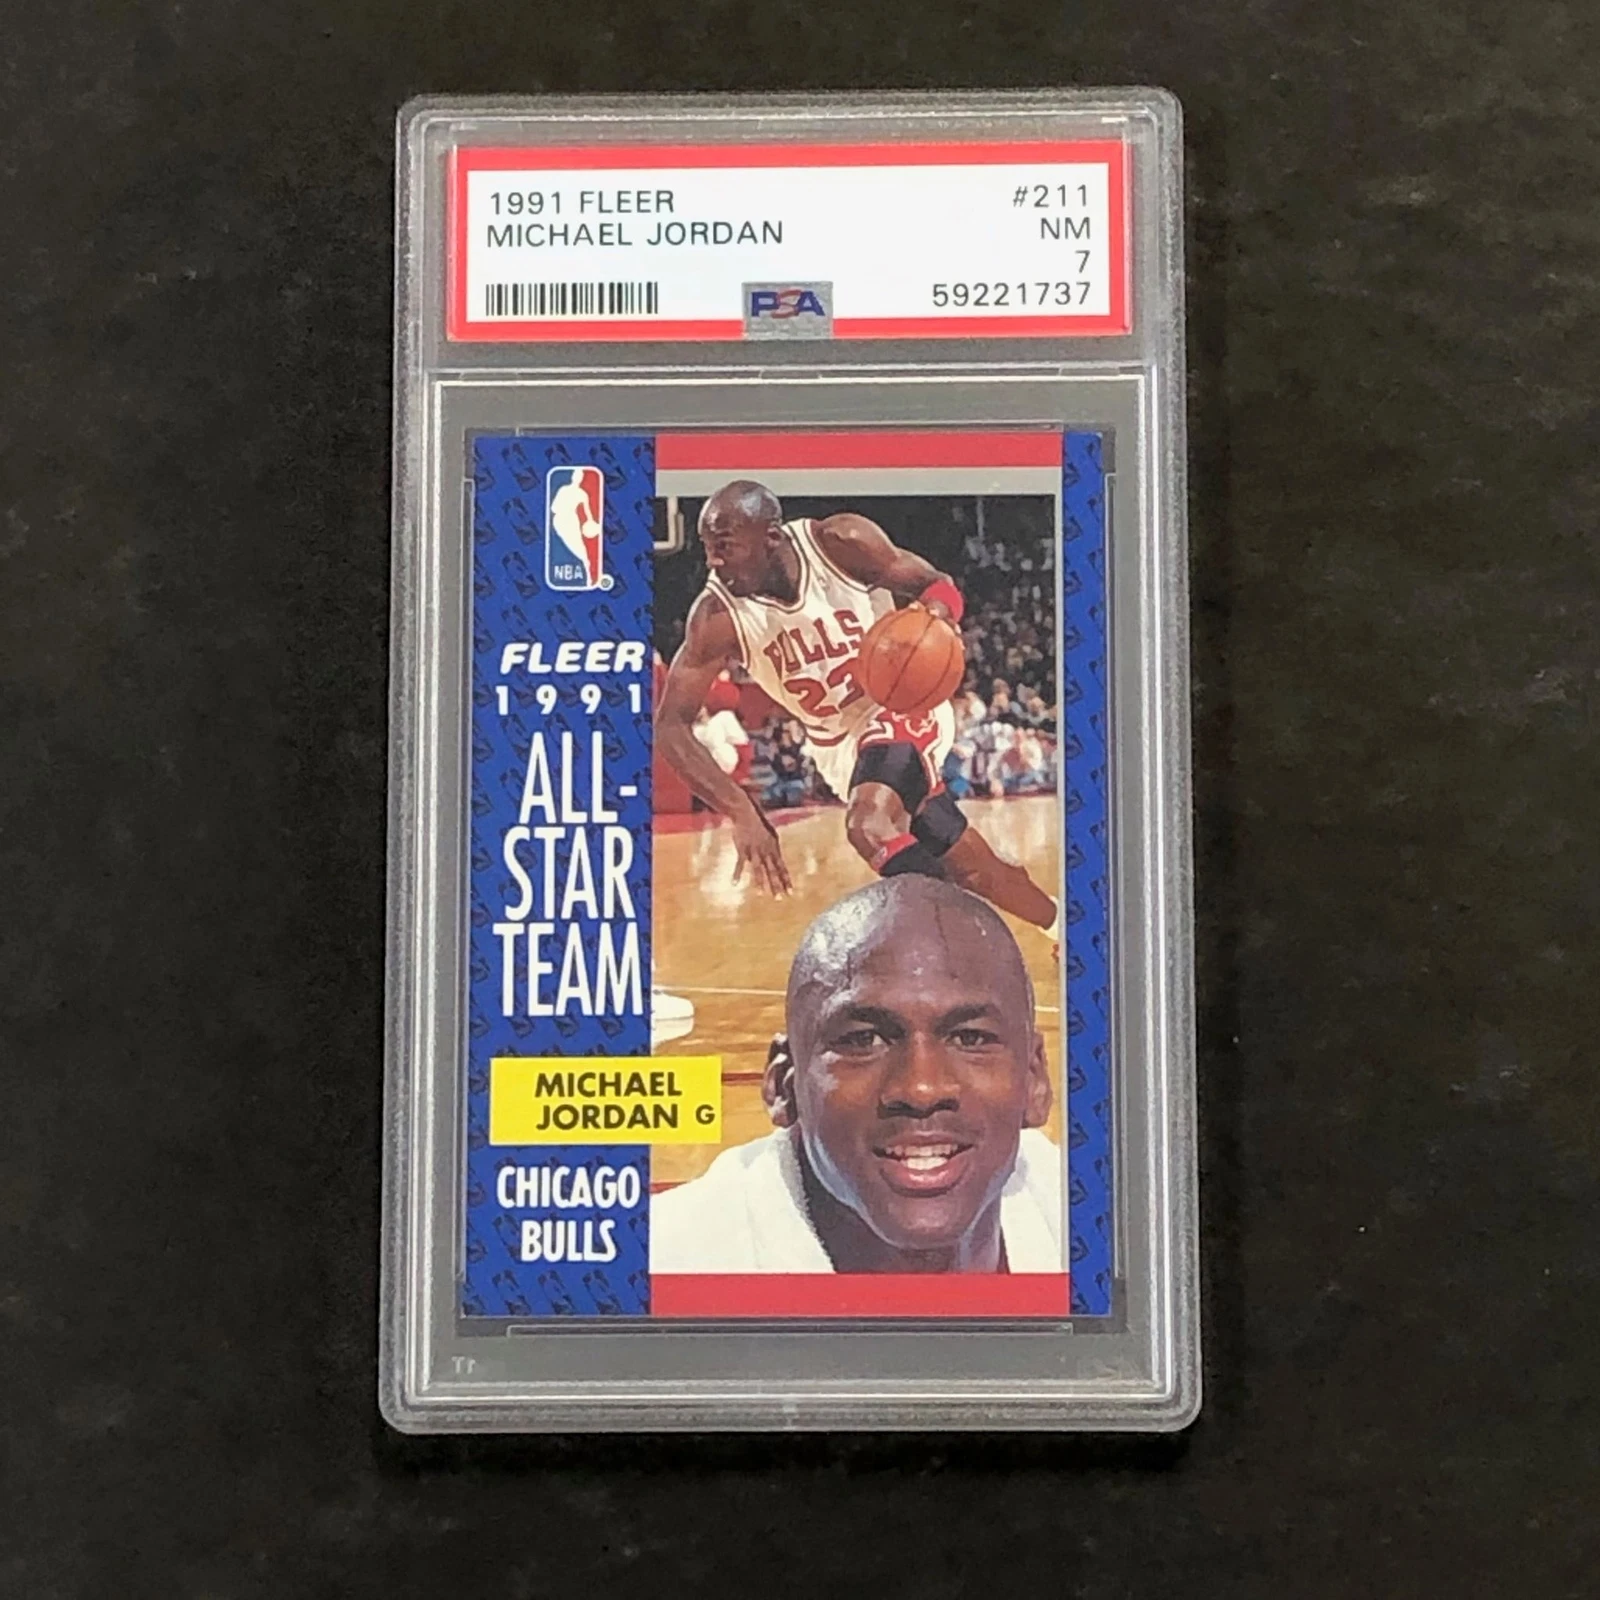 1991 FLEER #211
MICHAEL JORDAN NM
7
PSA 59221737
NBA
FLEER
1991
ALL-
STAR
TEAM
BULLS
23
MICHAEL
JORDAN G
CHICAGO
BULLS